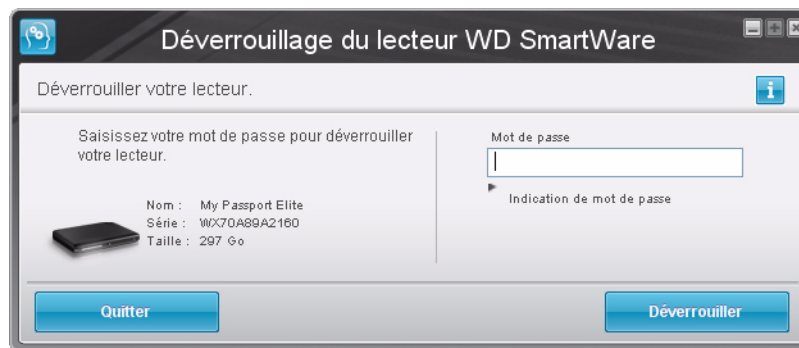 Déverrouillage du lecteur WD SmartWare
Déverrouiller votre lecteur.
i
Saisissez votre mot de passe pour déverrouiller
votre lecteur.
Nom : My Passport Elite
Série : WX70A89A2160
Taille : 297 Go
Mot de passe
Indication de mot de passe
Quitter
Déverrouiller